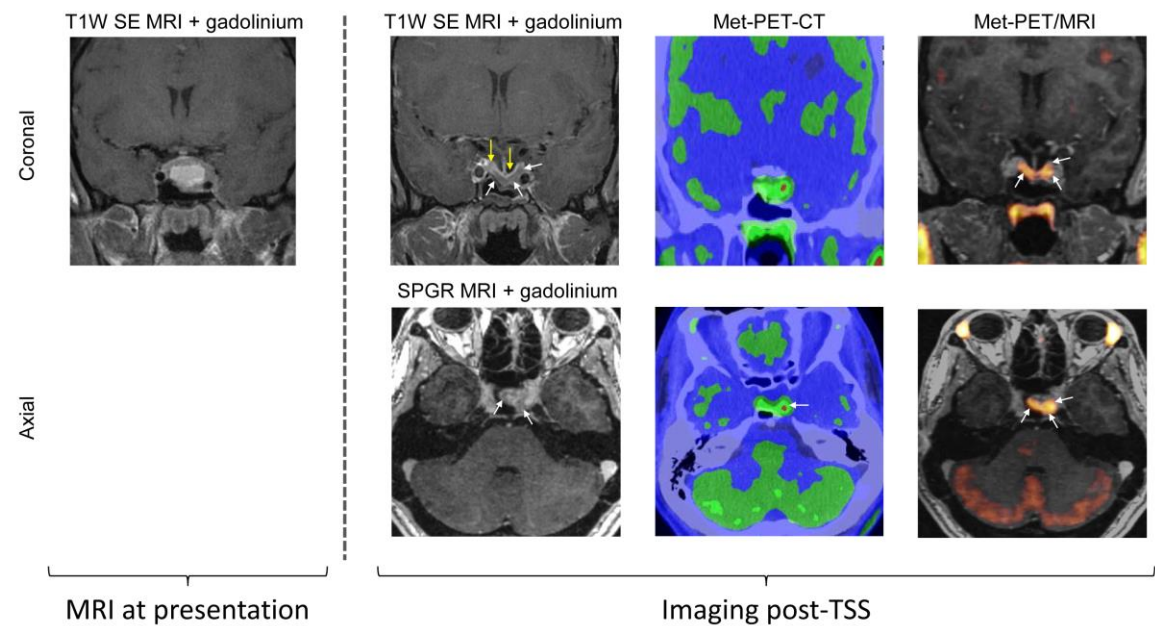 T1W SE MRI + gadolinium
T1W SE MRI + gadolinium
Met-PET-CT
Met-PET/MRI
Coronal
SPGR MRI + gadolinium
Axial
MRI at presentation
Imaging post-TSS